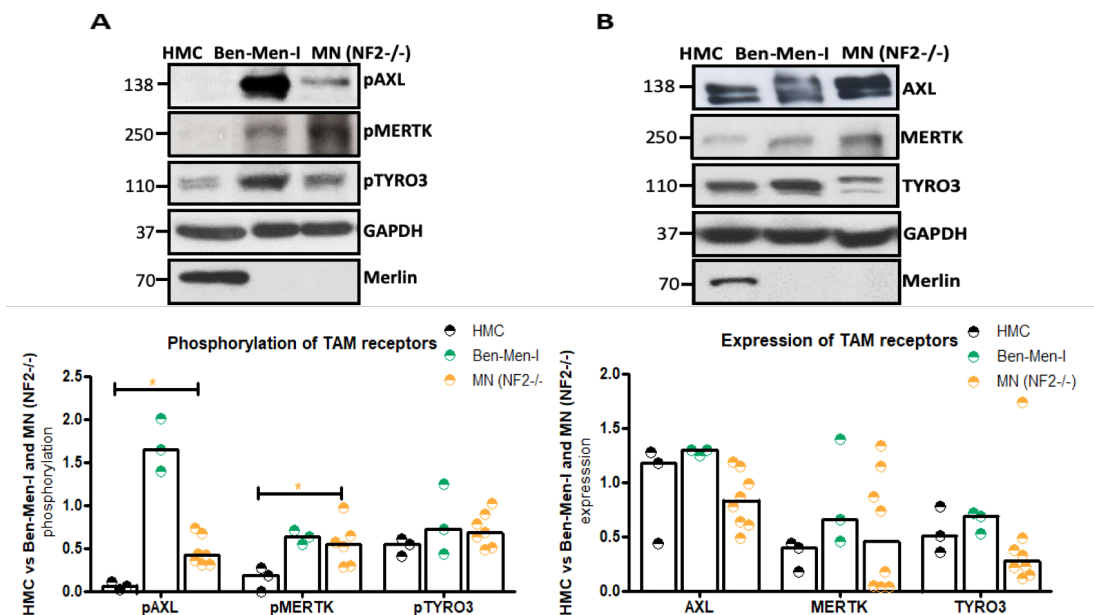 A
HMC Ben-Men-I MN (NF2-/-)
138 pAXL
250 pMERTK
110 pTYRO3
37 GAPDH
70 Merlin
B
HMC Ben-Men-I MN (NF2-/-)
138 AXL
250 MERTK
110 TYRO3
37 GAPDH
70 Merlin
Phosphorylation of TAM receptors
HMC
Ben-Men-I
MN (NF2-/-
HMC vs Ben-Men-I and MN (NF2-/-)
phosphorylation
2.5
2.0
1.5
1.0
0.5
0.0
*
*
pAXL pMERTK pTYRO3
Expression of TAM receptors
HMC
Ben-Men-I
MN (NF2-/-)
HMC vs Ben-Men-I and MN (NF2-/-)
expresssion
2.0
1.5
1.0
0.5
0.0
AXL MERTK TYRO3